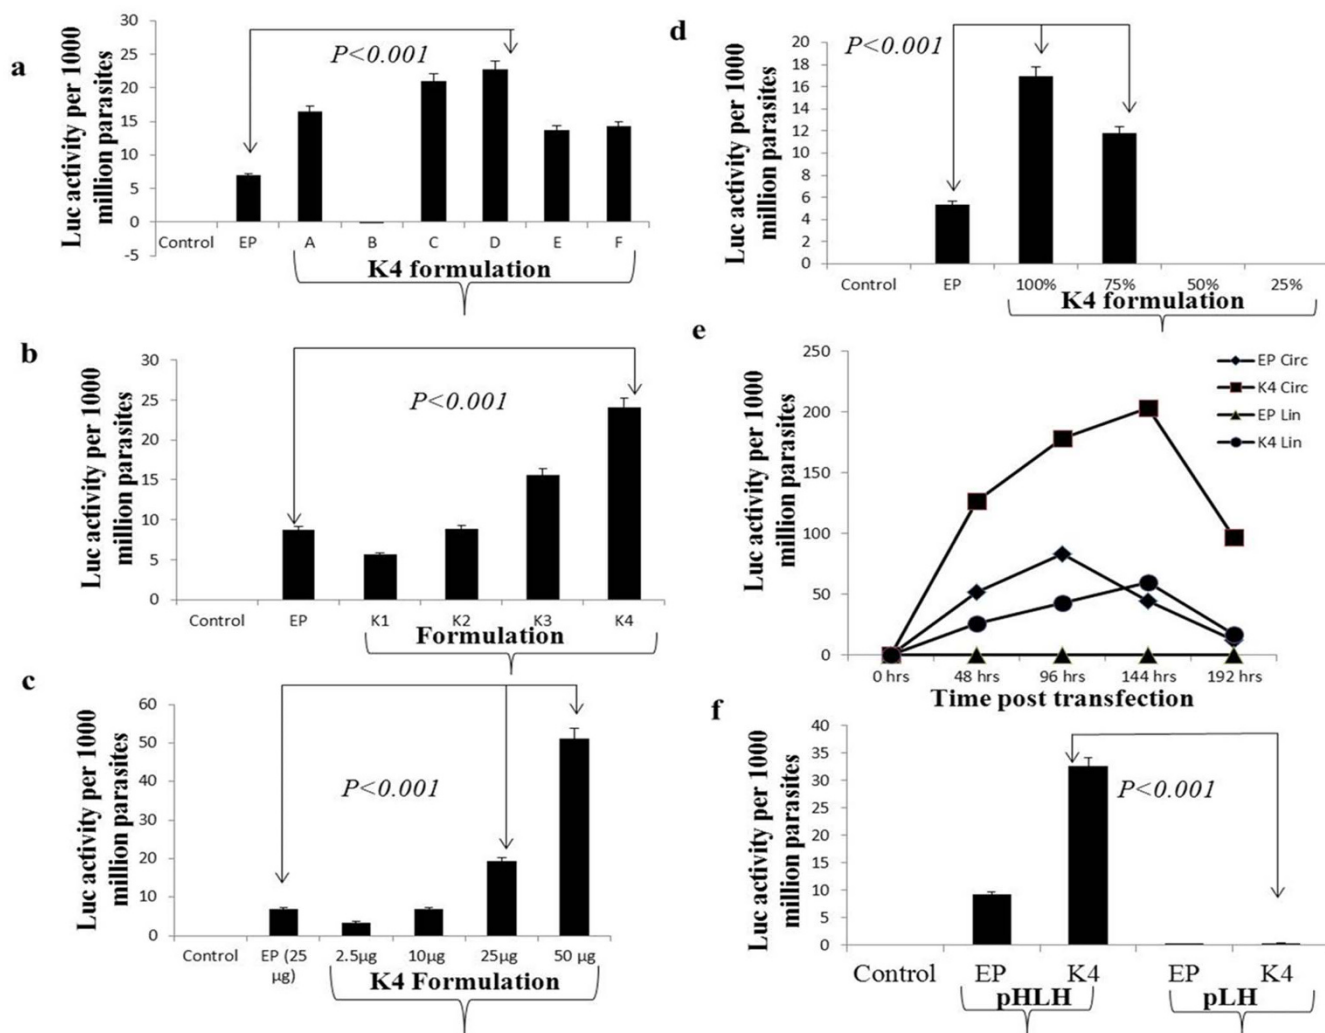 a
Luc activity per 1000
million parasites
30
25
20
15
10
5
0
-5
P<0.001
Control EP A B C D E F
K4 formulation
b
Luc activity per 1000
million parasites
30
25
20
15
10
5
0
P<0.001
Control EP K1 K2 K3 K4
Formulation
c
Luc activity per 1000
million parasites
60
50
40
30
20
10
0
P<0.001
Control EP (25 2.5µg 10µg 25µg 50 µg
µg)
K4 Formulation
d
Luc activity per 1000
million parasites
P<0.001
20
18
16
14
12
10
8
6
4
2
0
Control EP 100% 75% 50% 25%
K4 formulation
e
Luc activity per 1000
million parasites
250
200
150
100
50
0
EP Circ
K4 Circ
EP Lin
K4 Lin
0 hrs 48 hrs 96 hrs 144 hrs 192 hrs
Time post transfection
f
Luc activity per 1000
million parasites
40
35
30
25
20
15
10
5
0
P<0.001
Control EP K4 EP K4
pHLH pLH